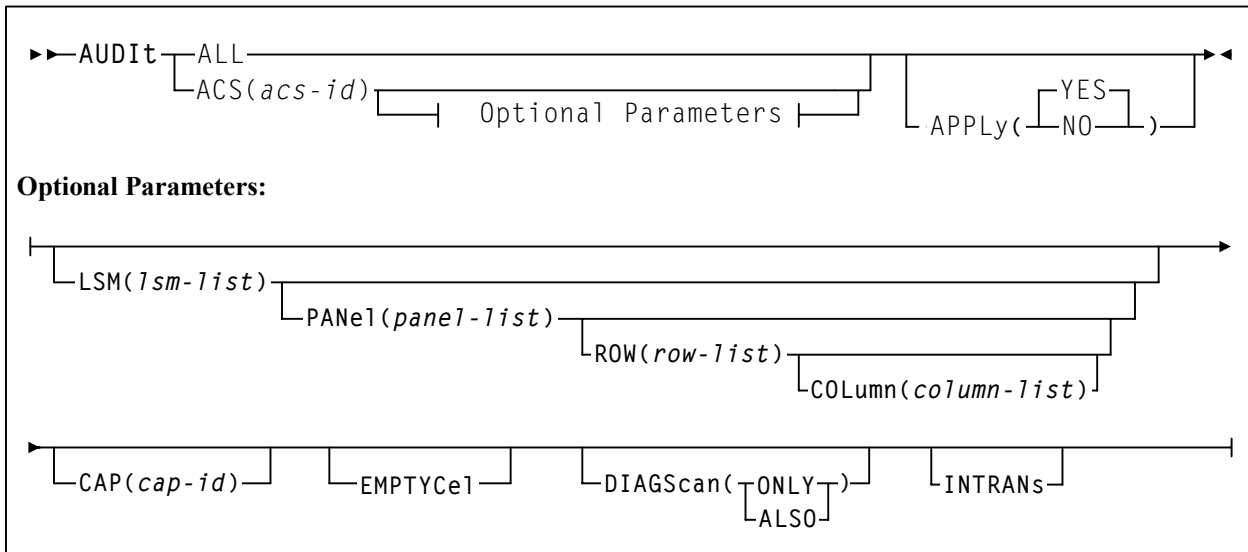 AUDIt ALL
ACS(acs-id) YES
Optional Parameters APPLy( NO )
Optional Parameters:
LSM(lsm-list)
PANel(panel-list)
ROW(row-list)
COLumn(column-list)
CAP(cap-id) EMPTYCel DIAGScan( ONLY ) INTRANs
ALSO